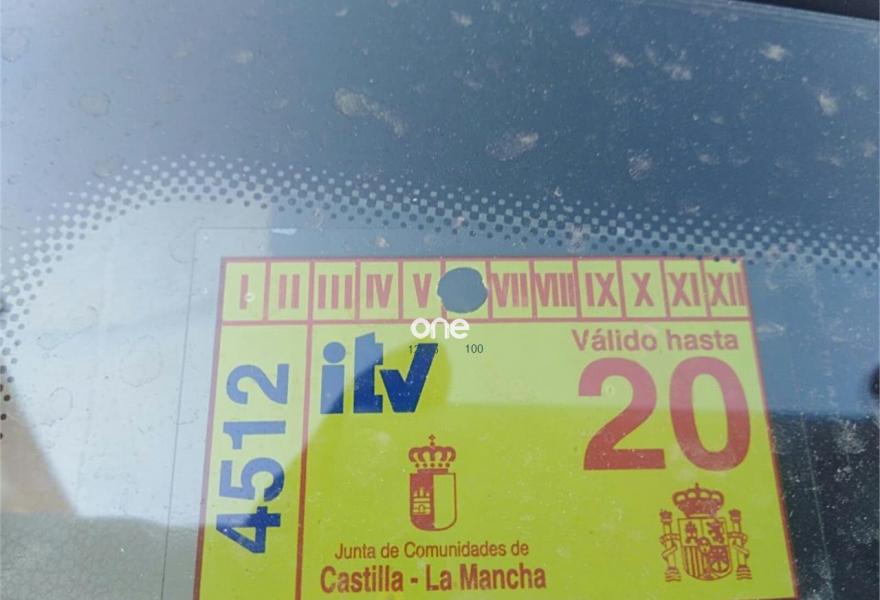 I II III IV V VII VIII IX X XI XII
one
100
itv
Válido hasta
20
4512
Junta de Comunidades de
Castilla - La Mancha